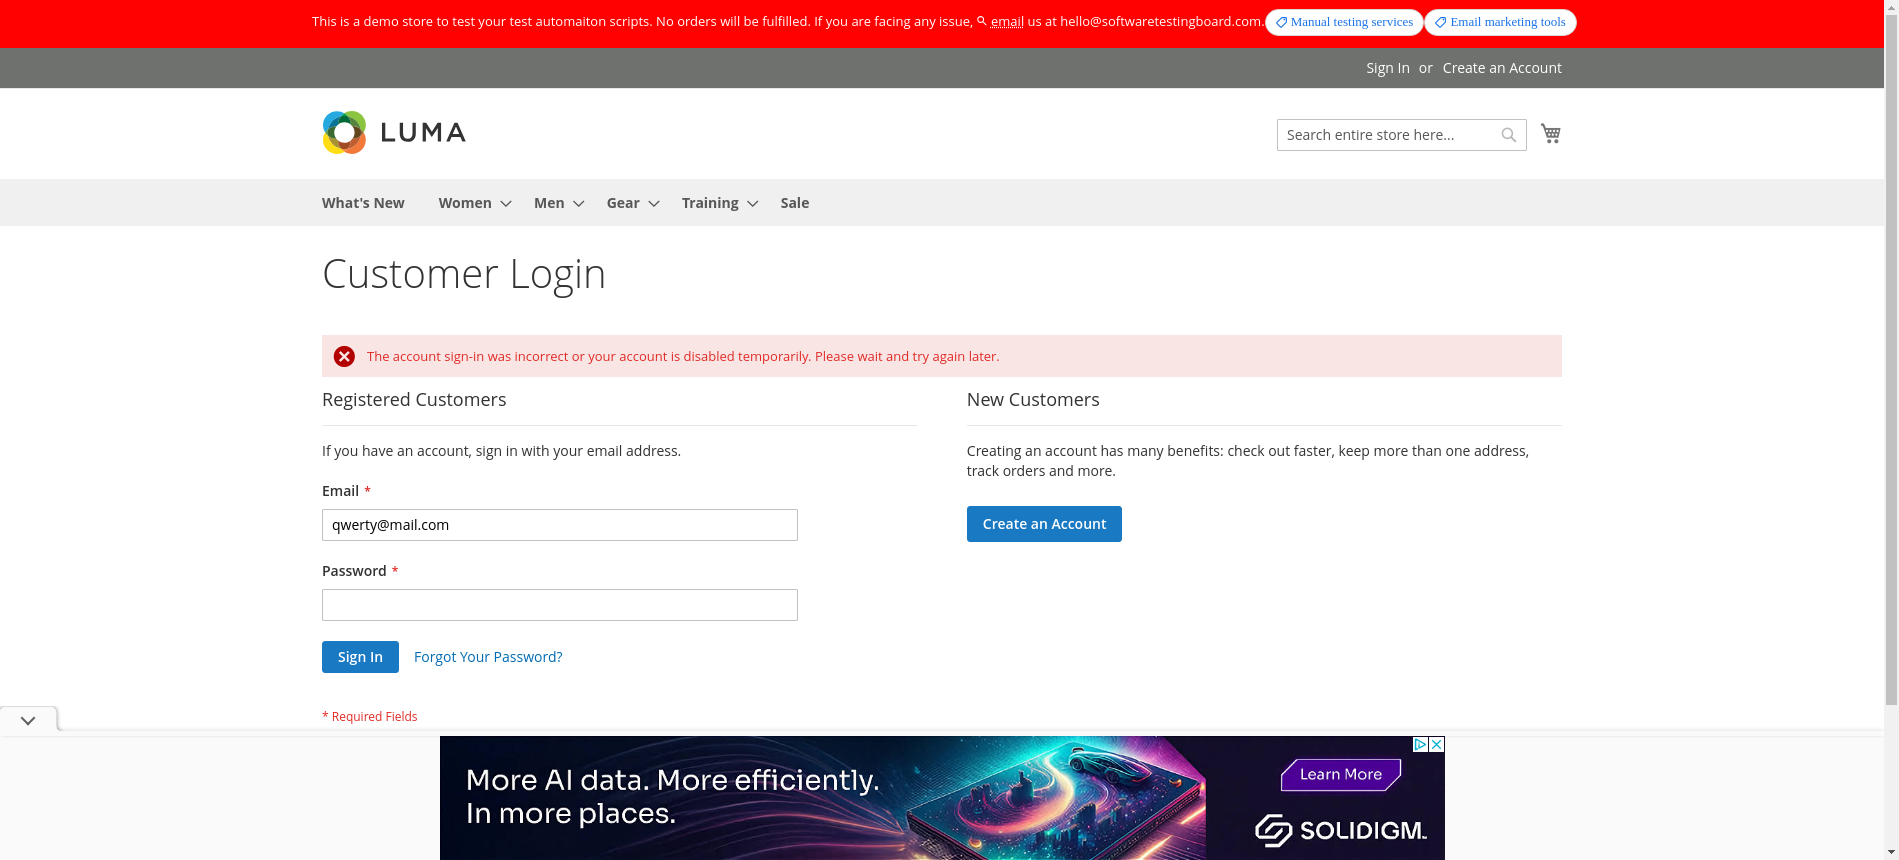 This is a demo store to test your test automaiton scripts. No orders will be fulfilled. If you are facing any issue, email us at hello@softwaretestingboard.com. Manual testing services Email marketing tools
Sign In or Create an Account
LUMA
Search entire store here...
What's New Women Men Gear Training Sale
Customer Login
The account sign-in was incorrect or your account is disabled temporarily. Please wait and try again later.
Registered Customers
If you have an account, sign in with your email address.
Email *
qwerty@mail.com
Password *
Sign In Forgot Your Password?
* Required Fields
New Customers
Creating an account has many benefits: check out faster, keep more than one address,
track orders and more.
Create an Account
More AI data. More efficiently.
In more places.
Learn More
SOLIDIGM.